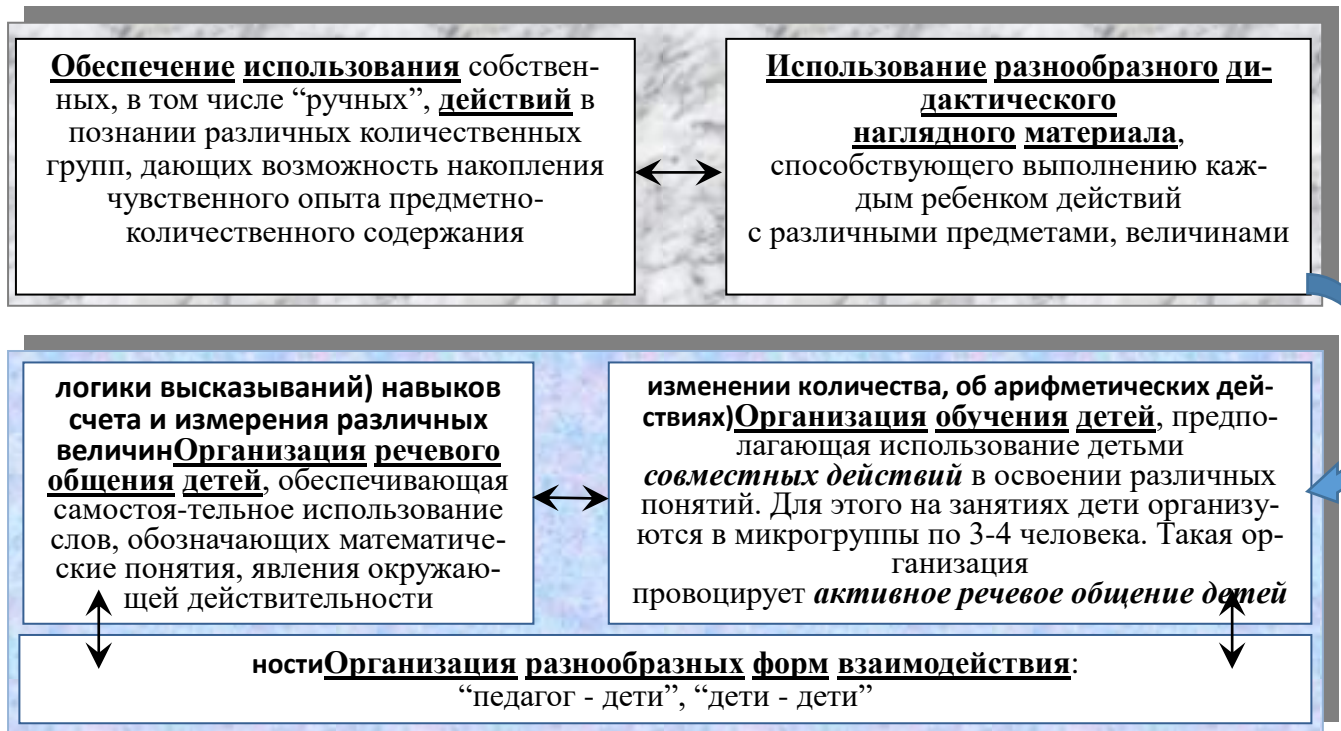 Обеспечение использования собствен-
ных, в том числе “ручных”, действий в
познании различных количественных
групп, дающих возможность накопления
чувственного опыта предметно-
количественного содержания
Использование разнообразного ди-
дактического
наглядного материала,
способствующего выполнению каж-
дым ребенком действий
с различными предметами, величинами
логики высказываний) навыков
счета и измерения различных
величинОрганизация речевого
общения детей, обеспечивающая
самостоя-тельное использование
слов, обозначающих математиче-
ские понятия, явления окружаю-
щей действительности
изменении количества, об арифметических дей-
ствиях)Организация обучения детей, предпо-
лагающая использование детьми
совместных действий в освоении различных
понятий. Для этого на занятиях дети организу-
ются в микрогруппы по 3-4 человека. Такая ор-
ганизация
провоцирует активное речевое общение детей
ностиОрганизация разнообразных форм взаимодействия:
“педагог - дети”, “дети - дети”